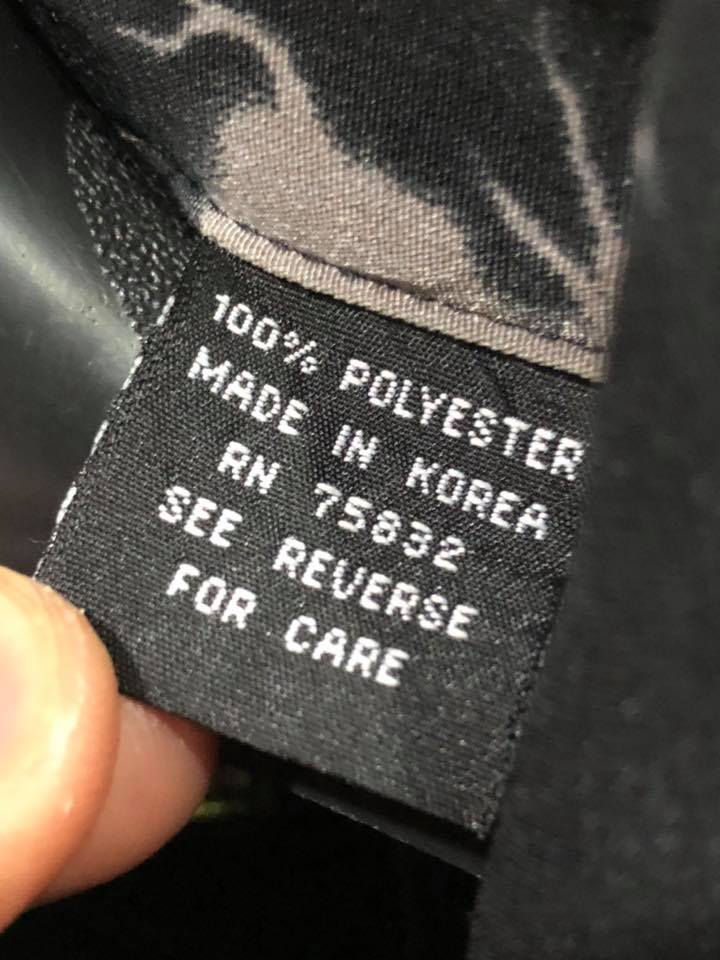 100% POLYESTER
MADE IN KOREA
RN 75832
SEE REVERSE
FOR CARE